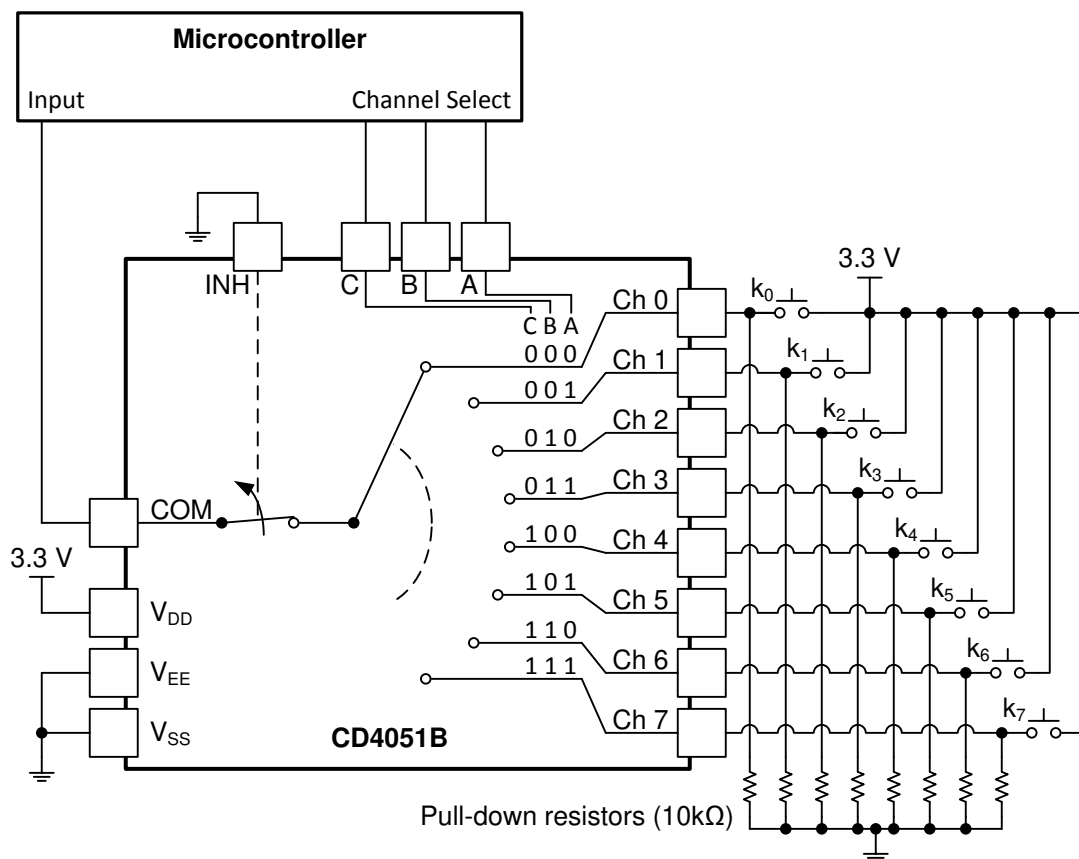 Microcontroller
Input Channel Select
INH C B A
C B A
3.3 V
k0
Ch 0
0 0 0
k1
Ch 1
0 0 1
k2
Ch 2
0 1 0
k3
Ch 3
0 1 1
COM
k4
Ch 4
1 0 0
3.3 V
k5
Ch 5
1 0 1
VDD
k6
Ch 6
1 1 0
VEE
k7
Ch 7
1 1 1
VSS
CD4051B
Pull-down resistors (10kΩ)